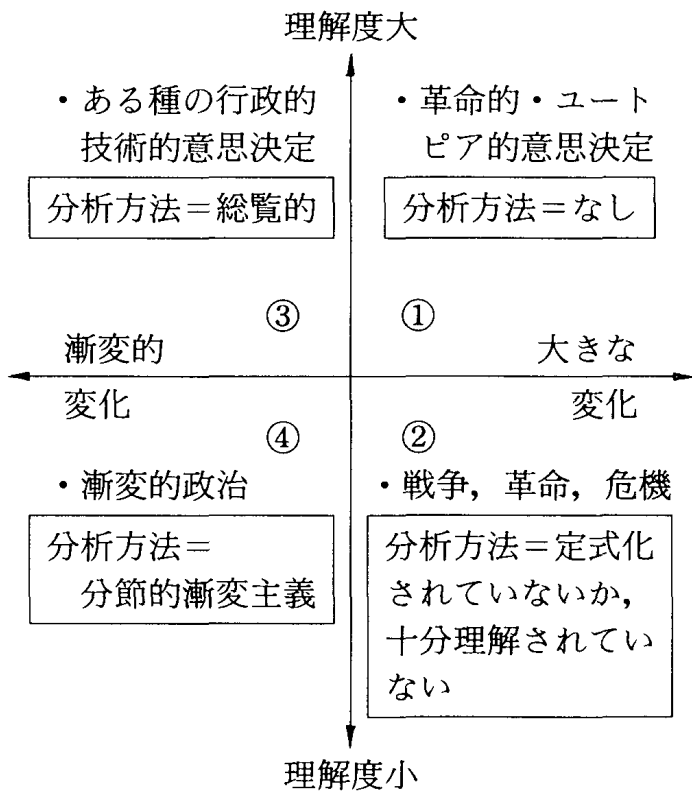 理解度大
・ある種の行政的
技術的意思決定
分析方法＝総覧的
・革命的・ユート
ピア的意思決定
分析方法＝なし
③
①
漸変的
変化
大きな
変化
④
②
・漸変的政治
分析方法＝
分節的漸変主義
・戦争，革命，危機
分析方法＝定式化
されていないか，
十分理解されてい
ない
理解度小